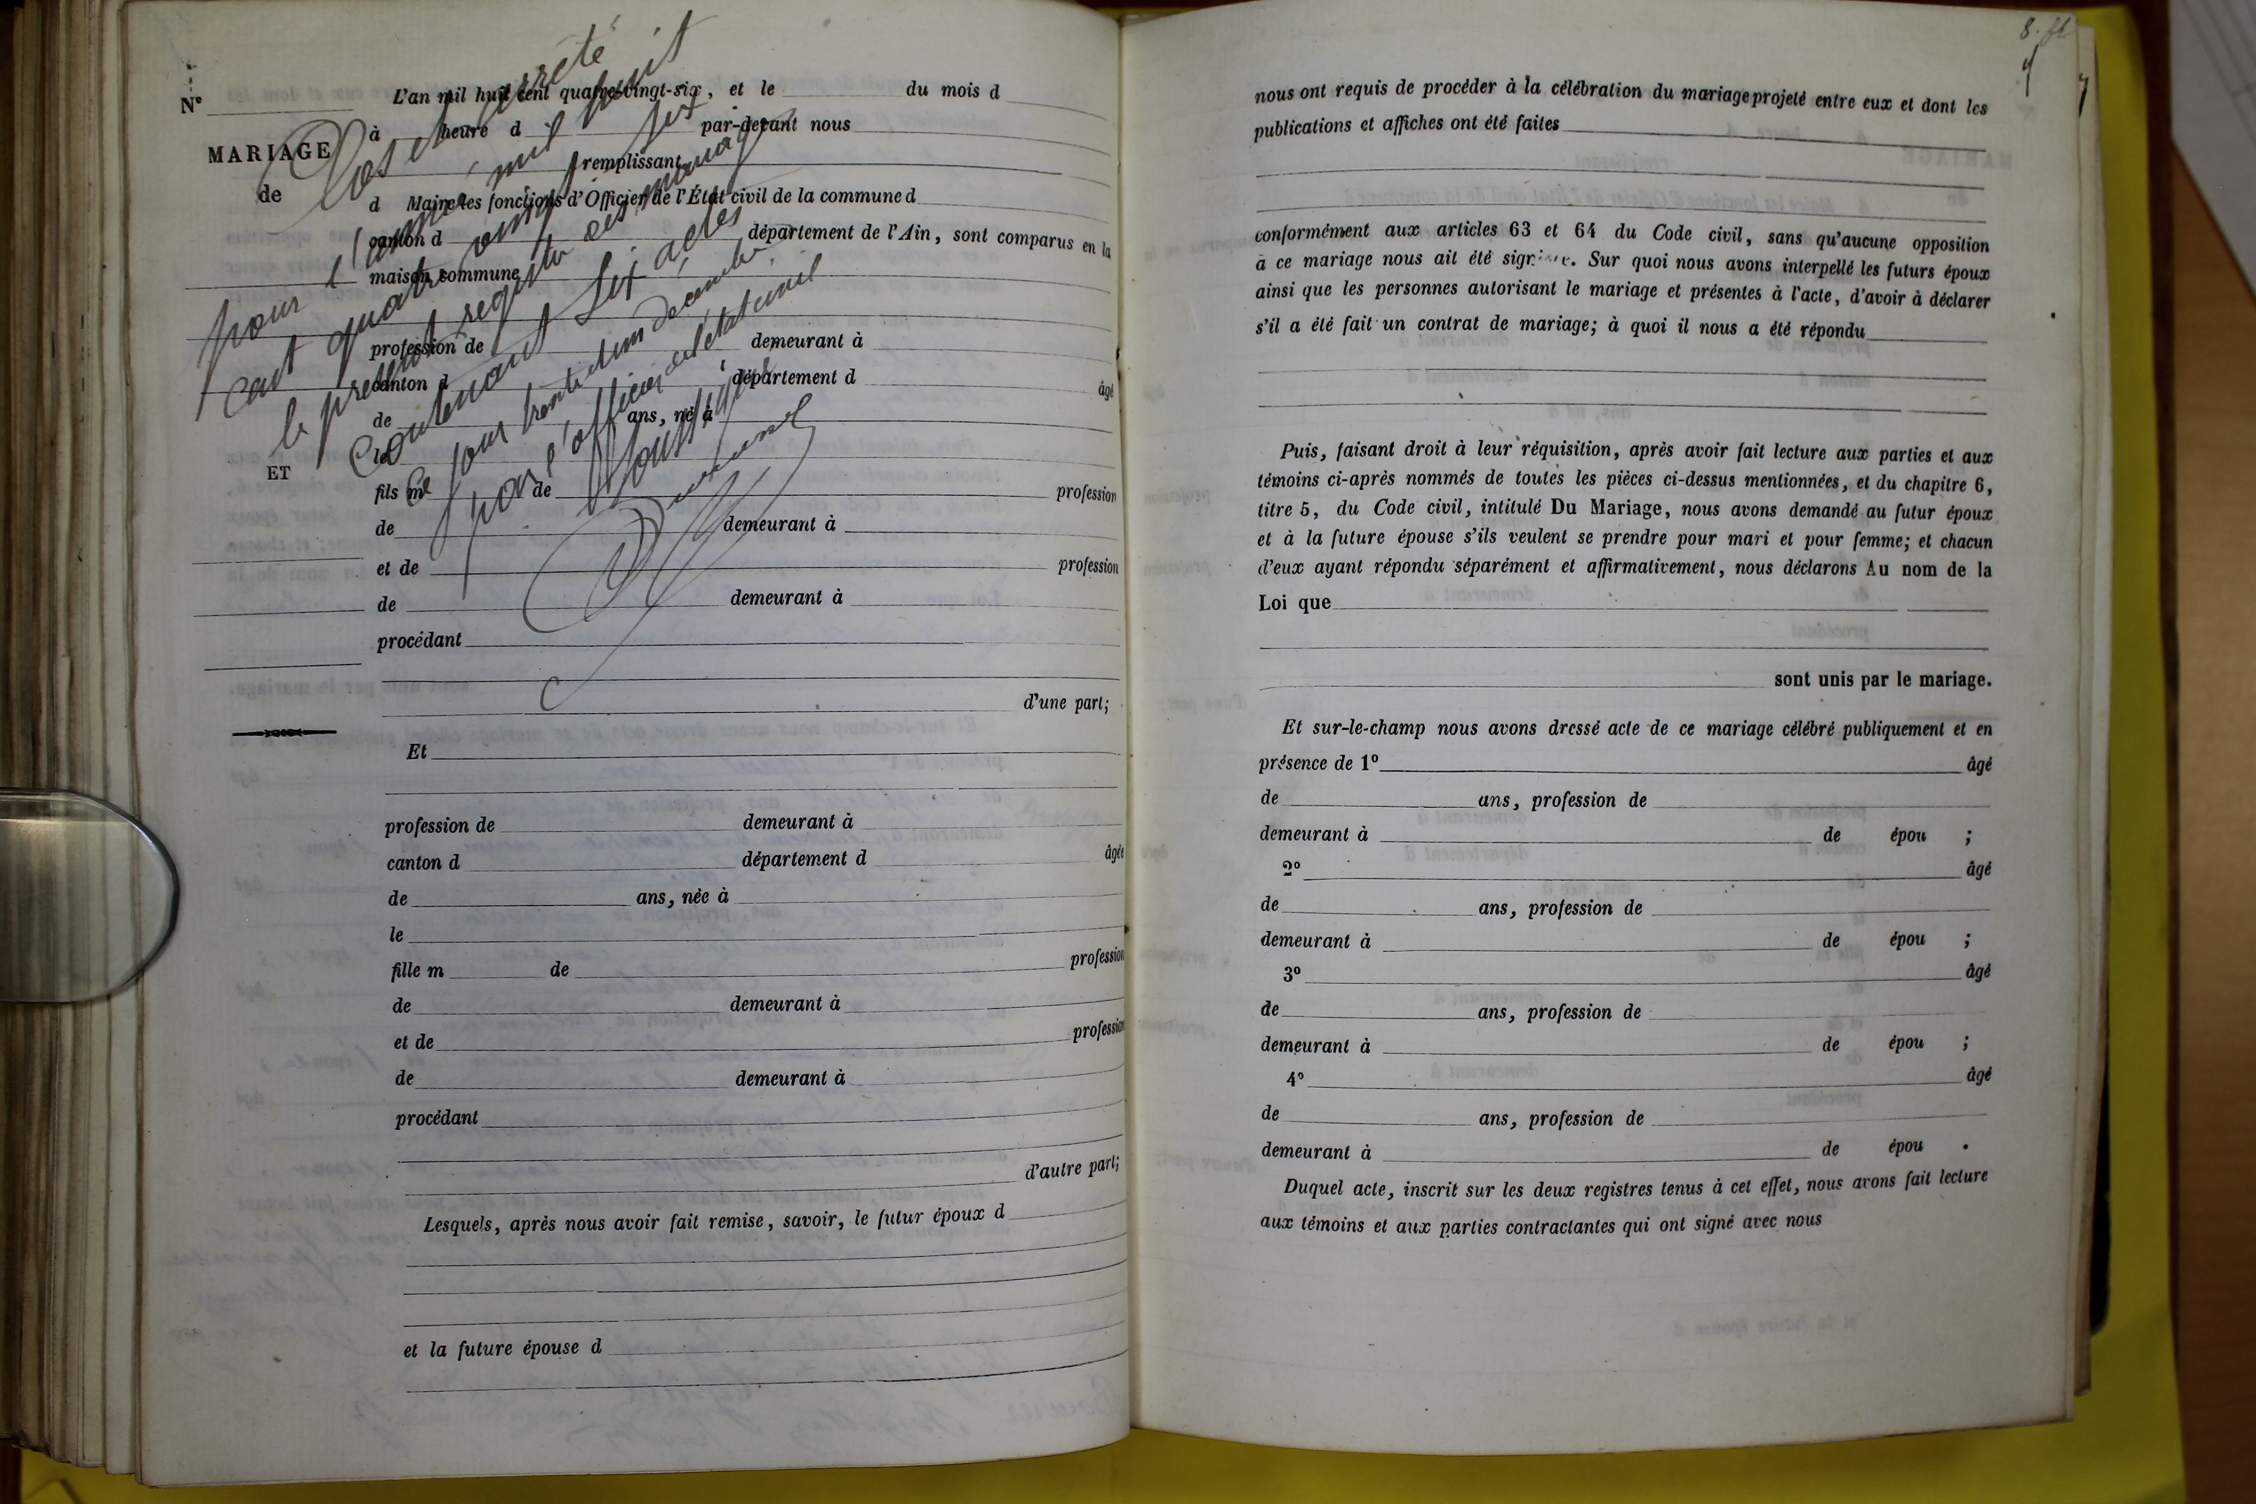 N°
MARIAGE
de
ET
L'an mil huit cent quatre-vingt-six, et le du mois d
à heure d par-devant nous
remplissant
d Maire les fonctions d'Officier de l'État civil de la commune d
canton d département de l'Ain, sont comparus en la
maison commune
profession de demeurant à
canton d département d âgé
de ans, né à
le
fils m de profession
de demeurant à
et de profession
de demeurant à
procédant
d'une part;
Et
profession de demeurant à
canton d département d âgée
de ans, née à
le
fille m de profession
de demeurant à
et de profession
de demeurant à
procédant
d'autre part;
Lesquels, après nous avoir fait remise, savoir, le futur époux d
et la future épouse d
Clos et arrêté
pour l'année mil huit
cent quatre vingt six
le présent registre des mariages
Contenant six actes
Ce jour trente et un décembre
par l'officier de l'état civil
Soussigné
8.
nous ont requis de procéder à la célébration du mariage projeté entre eux et dont les
publications et affiches ont été faites
conformément aux articles 63 et 64 du Code civil, sans qu'aucune opposition
à ce mariage nous ait été signifiée. Sur quoi nous avons interpellé les futurs époux
ainsi que les personnes autorisant le mariage et présentes à l'acte, d'avoir à déclarer
s'il a été fait un contrat de mariage; à quoi il nous a été répondu
Puis, faisant droit à leur réquisition, après avoir fait lecture aux parties et aux
témoins ci-après nommés de toutes les pièces ci-dessus mentionnées, et du chapitre 6,
titre 5, du Code civil, intitulé Du Mariage, nous avons demandé au futur époux
et à la future épouse s'ils veulent se prendre pour mari et pour femme; et chacun
d'eux ayant répondu séparément et affirmativement, nous déclarons Au nom de la
Loi que
sont unis par le mariage.
Et sur-le-champ nous avons dressé acte de ce mariage célébré publiquement et en
présence de 1° âgé
de ans, profession de
demeurant à de épou ;
2° âgé
de ans, profession de
demeurant à de épou ;
3° âgé
de ans, profession de
demeurant à de épou ;
4° âgé
de ans, profession de
demeurant à de épou .
Duquel acte, inscrit sur les deux registres tenus à cet effet, nous avons fait lecture
aux témoins et aux parties contractantes qui ont signé avec nous